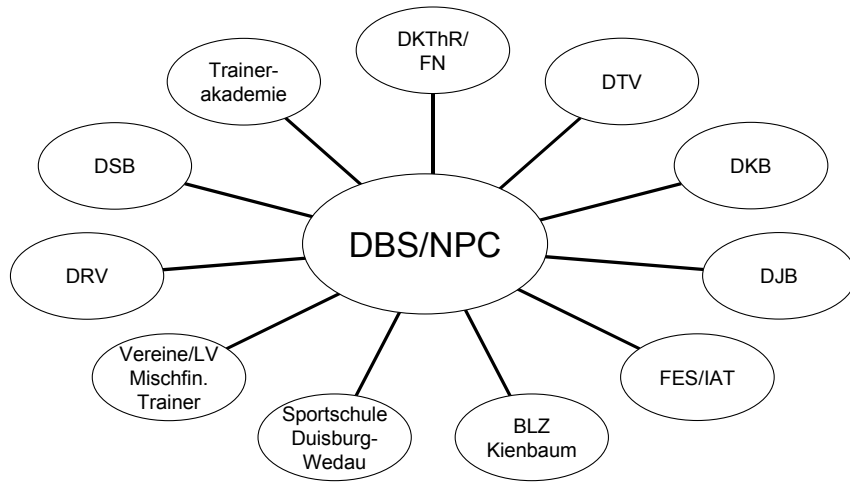 DKThR/
FN
Trainer-
akademie
DTV
DSB
DKB
DBS/NPC
DRV
DJB
Vereine/LV
Mischfin.
Trainer
FES/IAT
Sportschule
Duisburg-
Wedau
BLZ
Kienbaum